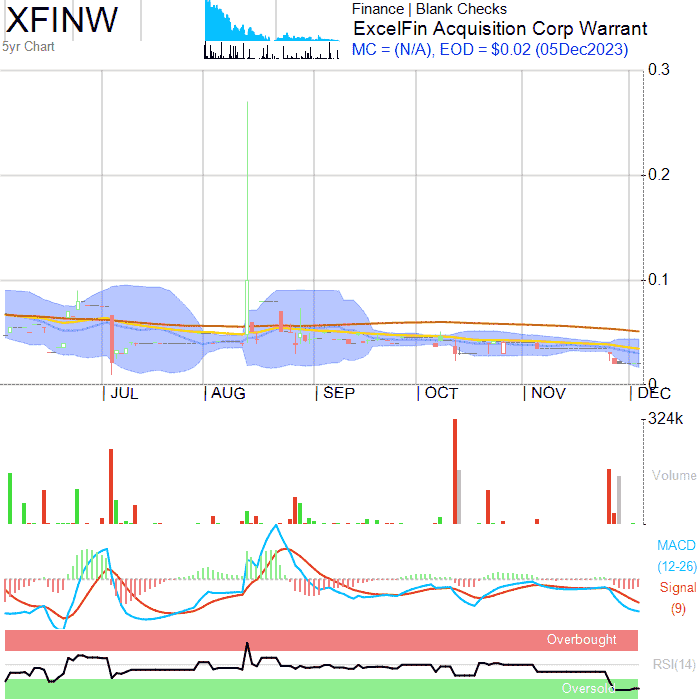 XFINW
5yr Chart
Finance | Blank Checks
ExcelFin Acquisition Corp Warrant
MC = (N/A), EOD = $0.02 (05Dec2023)
0.3
0.2
0.1
0
JUL AUG SEP OCT NOV DEC
324k
Volume
MACD
(12-26)
Signal
(9)
Overbought
RSI(14)
Oversold